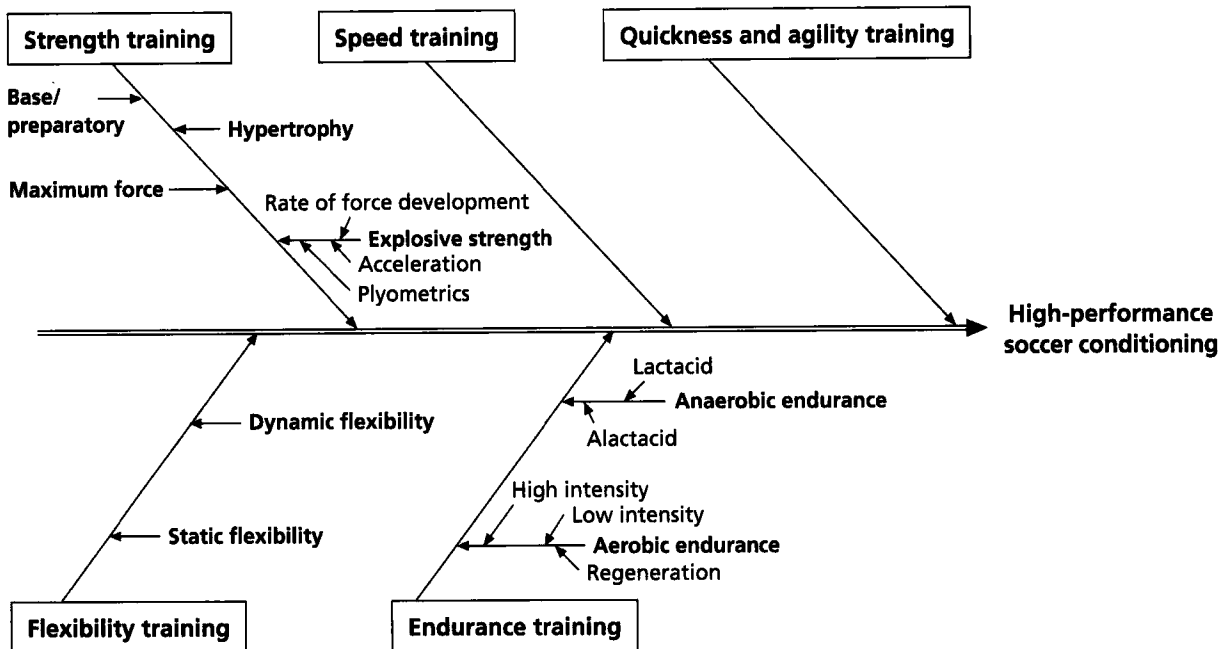 Strength training
Speed training
Quickness and agility training
Base/
preparatory
Hypertrophy
Maximum force
Rate of force development
Explosive strength
Acceleration
Plyometrics
High-performance
soccer conditioning
Lactacid
Anaerobic endurance
Alactacid
Dynamic flexibility
High intensity
Low intensity
Static flexibility
Aerobic endurance
Regeneration
Flexibility training
Endurance training